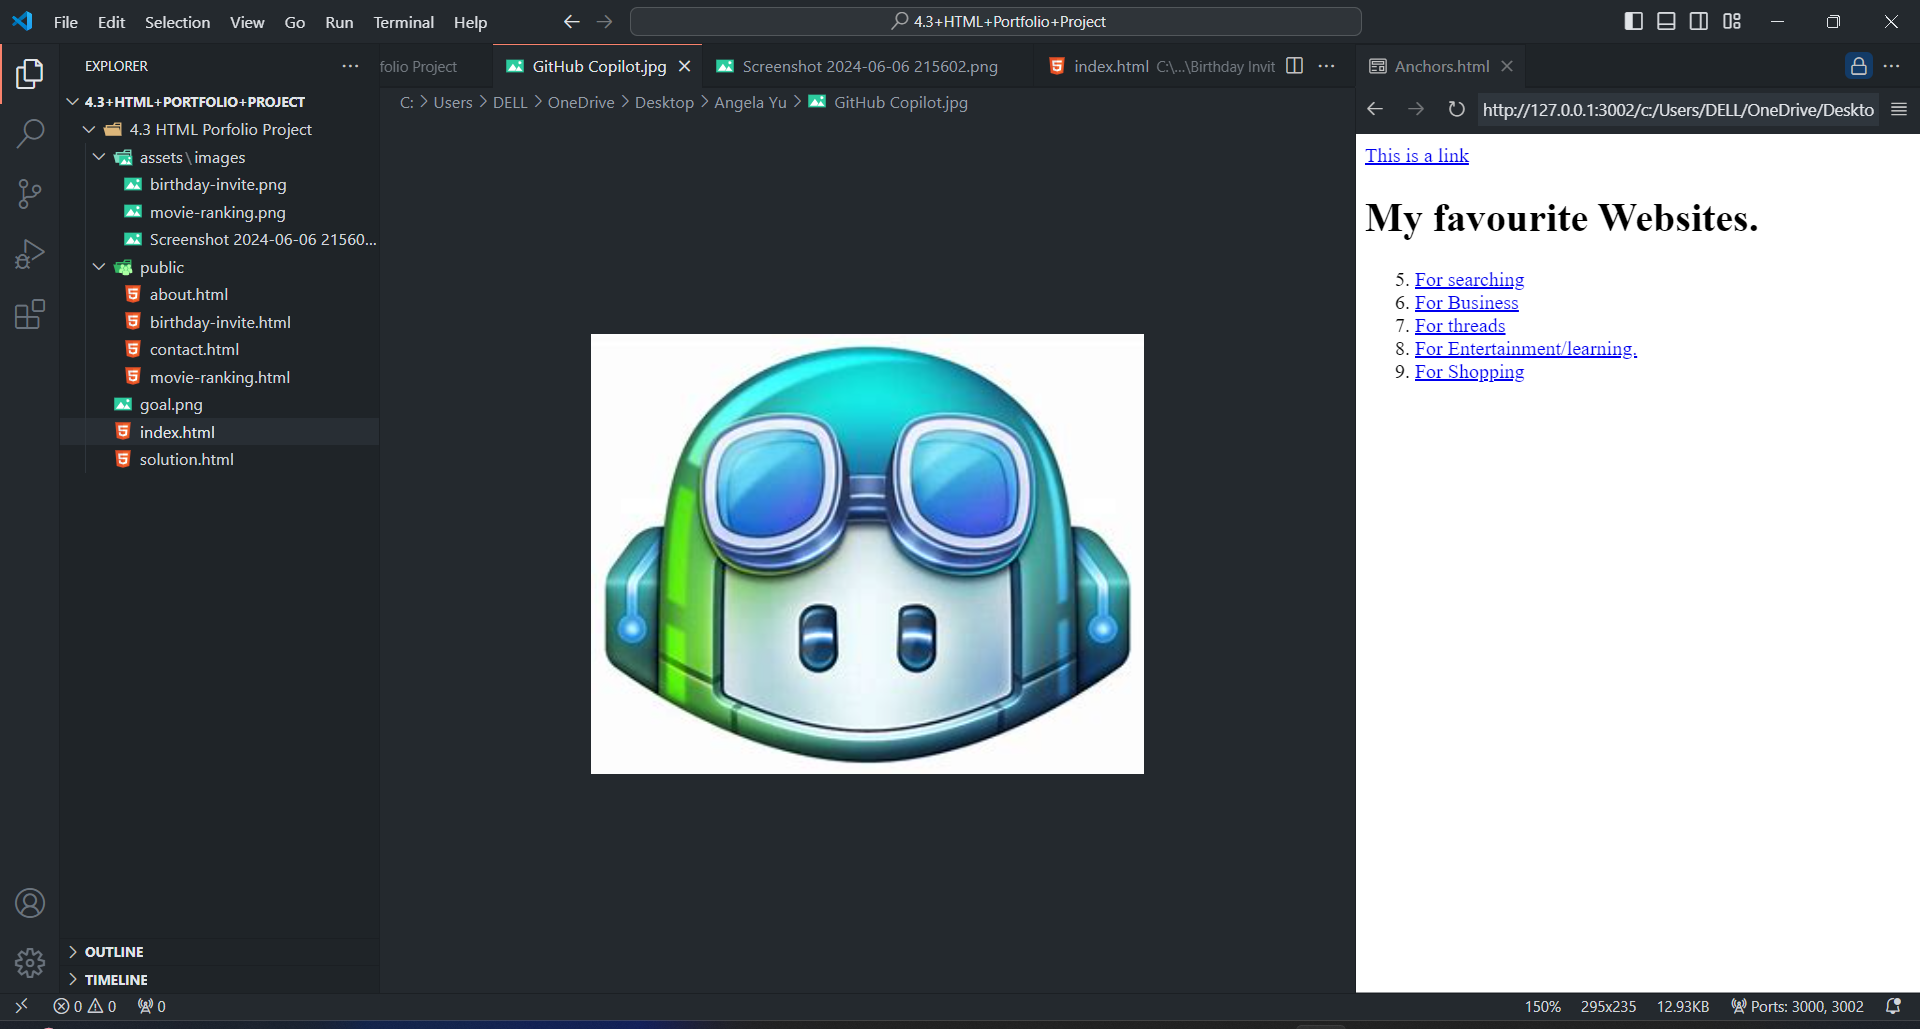 File Edit Selection View Go Run Terminal Help
4.3+HTML+Portfolio+Project
EXPLORER
folio Project
GitHub Copilot.jpg
Screenshot 2024-06-06 215602.png
index.html C:\...\Birthday Invit
Anchors.html
4.3+HTML+PORTFOLIO+PROJECT
4.3 HTML Porfolio Project
assets\images
birthday-invite.png
movie-ranking.png
Screenshot 2024-06-06 21560...
public
about.html
birthday-invite.html
contact.html
movie-ranking.html
goal.png
index.html
solution.html
OUTLINE
TIMELINE
C: > Users > DELL > OneDrive > Desktop > Angela Yu > GitHub Copilot.jpg
http://127.0.0.1:3002/c:/Users/DELL/OneDrive/Deskto
This is a link
My favourite Websites.
5. For searching
6. For Business
7. For threads
8. For Entertainment/learning.
9. For Shopping
0 0 0
150% 295x235 12.93KB Ports: 3000, 3002